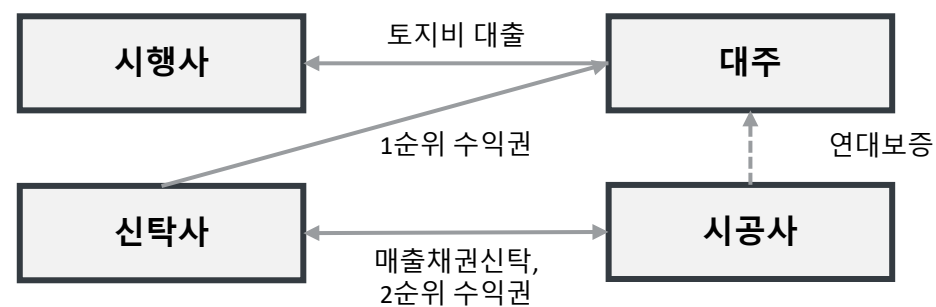 토지비 대출
시행사
대주
1순위 수익권
연대보증
신탁사
시공사
매출채권신탁,
2순위 수익권